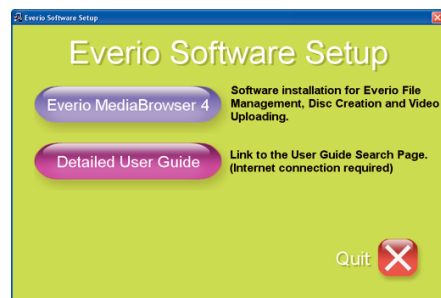 Everio Software Setup
Everio Software Setup
Everio MediaBrowser 4
Software installation for Everio File
Management, Disc Creation and Video
Uploading.
Detailed User Guide
Link to the User Guide Search Page.
(Internet connection required)
Quit